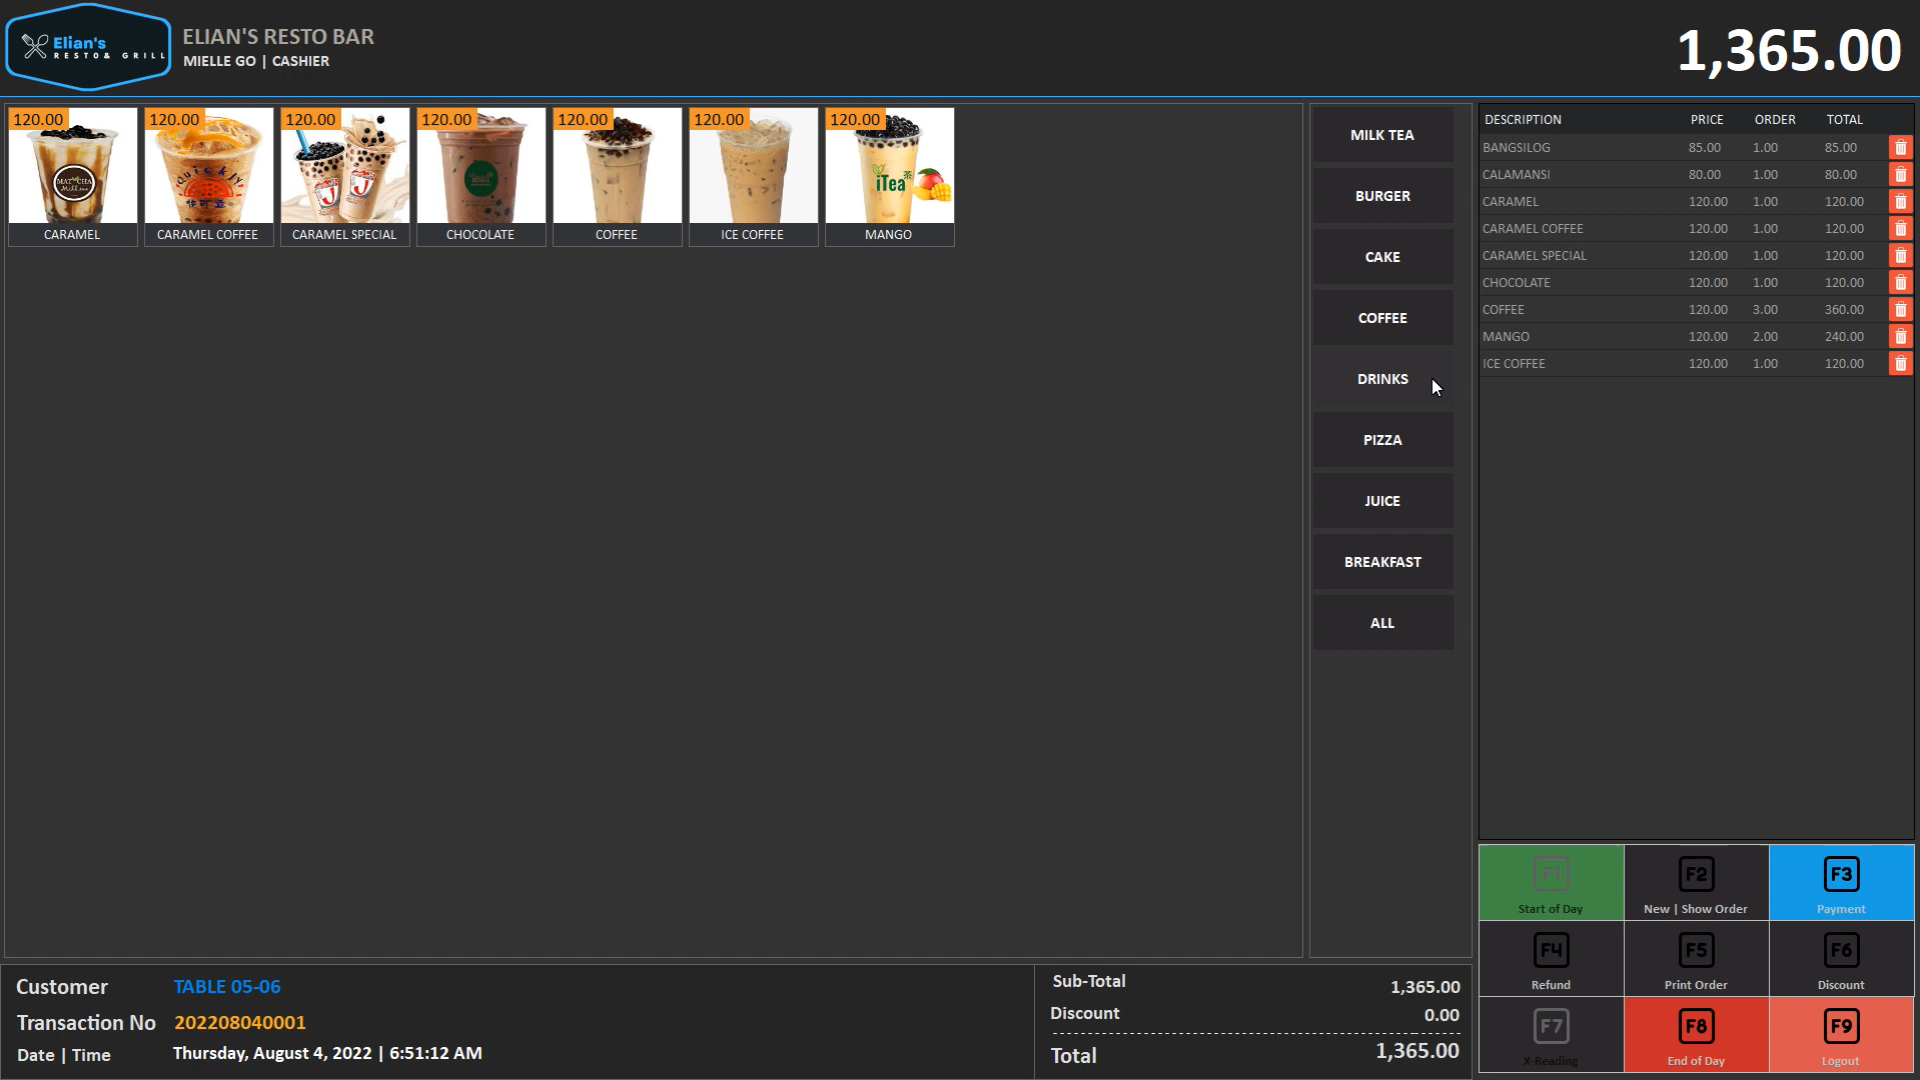 Elian's
RESTO & GRILL
ELIAN'S RESTO BAR
MIELLE GO | CASHIER
1,365.00
120.00
120.00
120.00
120.00
120.00
120.00
120.00
Quickly
J
J
iTea
CARAMEL
CARAMEL COFFEE
CARAMEL SPECIAL
CHOCOLATE
COFFEE
ICE COFFEE
MANGO
MILK TEA
BURGER
CAKE
COFFEE
DRINKS
PIZZA
JUICE
BREAKFAST
ALL
DESCRIPTION PRICE ORDER TOTAL
BANGSILOG 85.00 1.00 85.00
CALAMANSI 80.00 1.00 80.00
CARAMEL 120.00 1.00 120.00
CARAMEL COFFEE 120.00 1.00 120.00
CARAMEL SPECIAL 120.00 1.00 120.00
CHOCOLATE 120.00 1.00 120.00
COFFEE 120.00 3.00 360.00
MANGO 120.00 2.00 240.00
ICE COFFEE 120.00 1.00 120.00
F1
Start of Day
F2
New | Show Order
F3
Payment
F4
Refund
F5
Print Order
F6
Discount
F7
X-Reading
F8
End of Day
F9
Logout
Customer TABLE 05-06
Transaction No 202208040001
Date | Time Thursday, August 4, 2022 | 6:51:12 AM
Sub-Total 1,365.00
Discount 0.00
Total 1,365.00